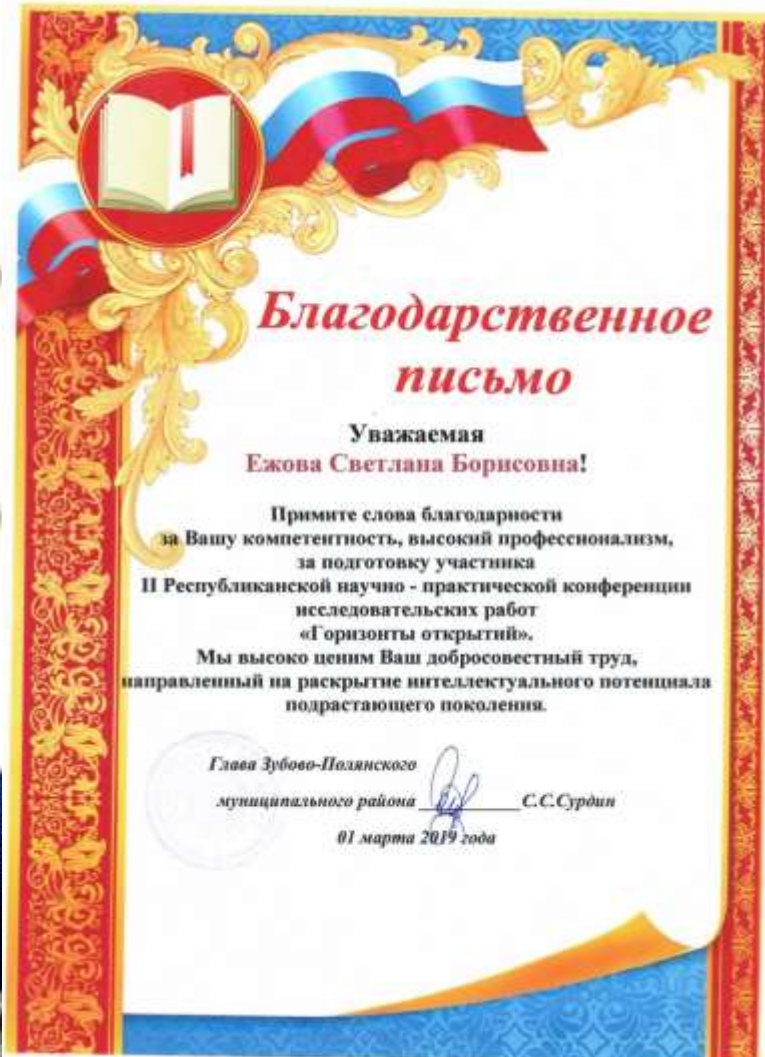 Благодарственное
письмо
Уважаемая
Ежова Светлана Борисовна!
Примите слова благодарности
за Вашу компетентность, высокий профессионализм,
за подготовку участника
II Республиканской научно - практической конференции
исследовательских работ
«Горизонты открытий».
Мы высоко ценим Ваш добросовестный труд,
направленный на раскрытие интеллектуального потенциала
подрастающего поколения.
Глава Зубово-Полянского
муниципального района С.С.Сурдин
01 марта 2019 года